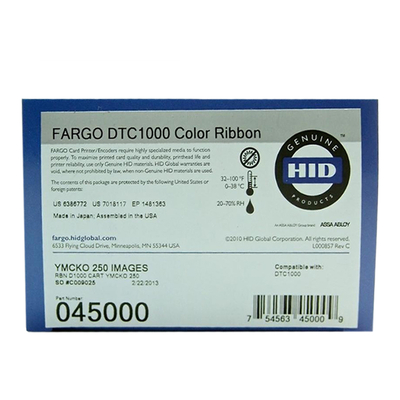 FARGO DTC1000 Color Ribbon
FARGO Card Printer/Encoders require highly specialized media to function
properly. To maximize printed card quality and durability, printhead life and
printer reliability, use only Genuine HID materials. HID Global warranties are
void, where not prohibited by law, when non-Genuine HID materials are used.
The contents of this package are protected by the following United States or
foreign patents.
US 6386772 US 7018117 EP 1481363
Made in Japan; Assembled in the USA
32–100° F
0–38° C
20–70% RH
GENUINE
HID
PRODUCTS
™
An ASSA ABLOY Group brand
ASSA ABLOY
fargo.hidglobal.com
6533 Flying Cloud Drive, Minneapolis, MN 55344 USA
©2010 HID Global Corporation. All rights reserved.
L000857 Rev C
YMCKO 250 IMAGES
RBN D1000 CART YMCKO 250
SO #C009025 2/22/2013
Compatible with:
DTC1000
Part Number:
045000
7 54563 45000 9